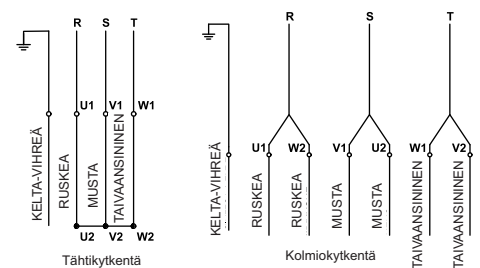 R S T
U1 V1 W1
KELTA-VIHREÄ
RUSKEA
MUSTA
TAIVAANSININEN
U2 V2 W2
Tähtikytkentä
R S T
U1 W2 V1 U2 W1 V2
KELTA-VIHREÄ
RUSKEA
RUSKEA
MUSTA
MUSTA
TAIVAANSININEN
TAIVAANSININEN
Kolmiokytkentä